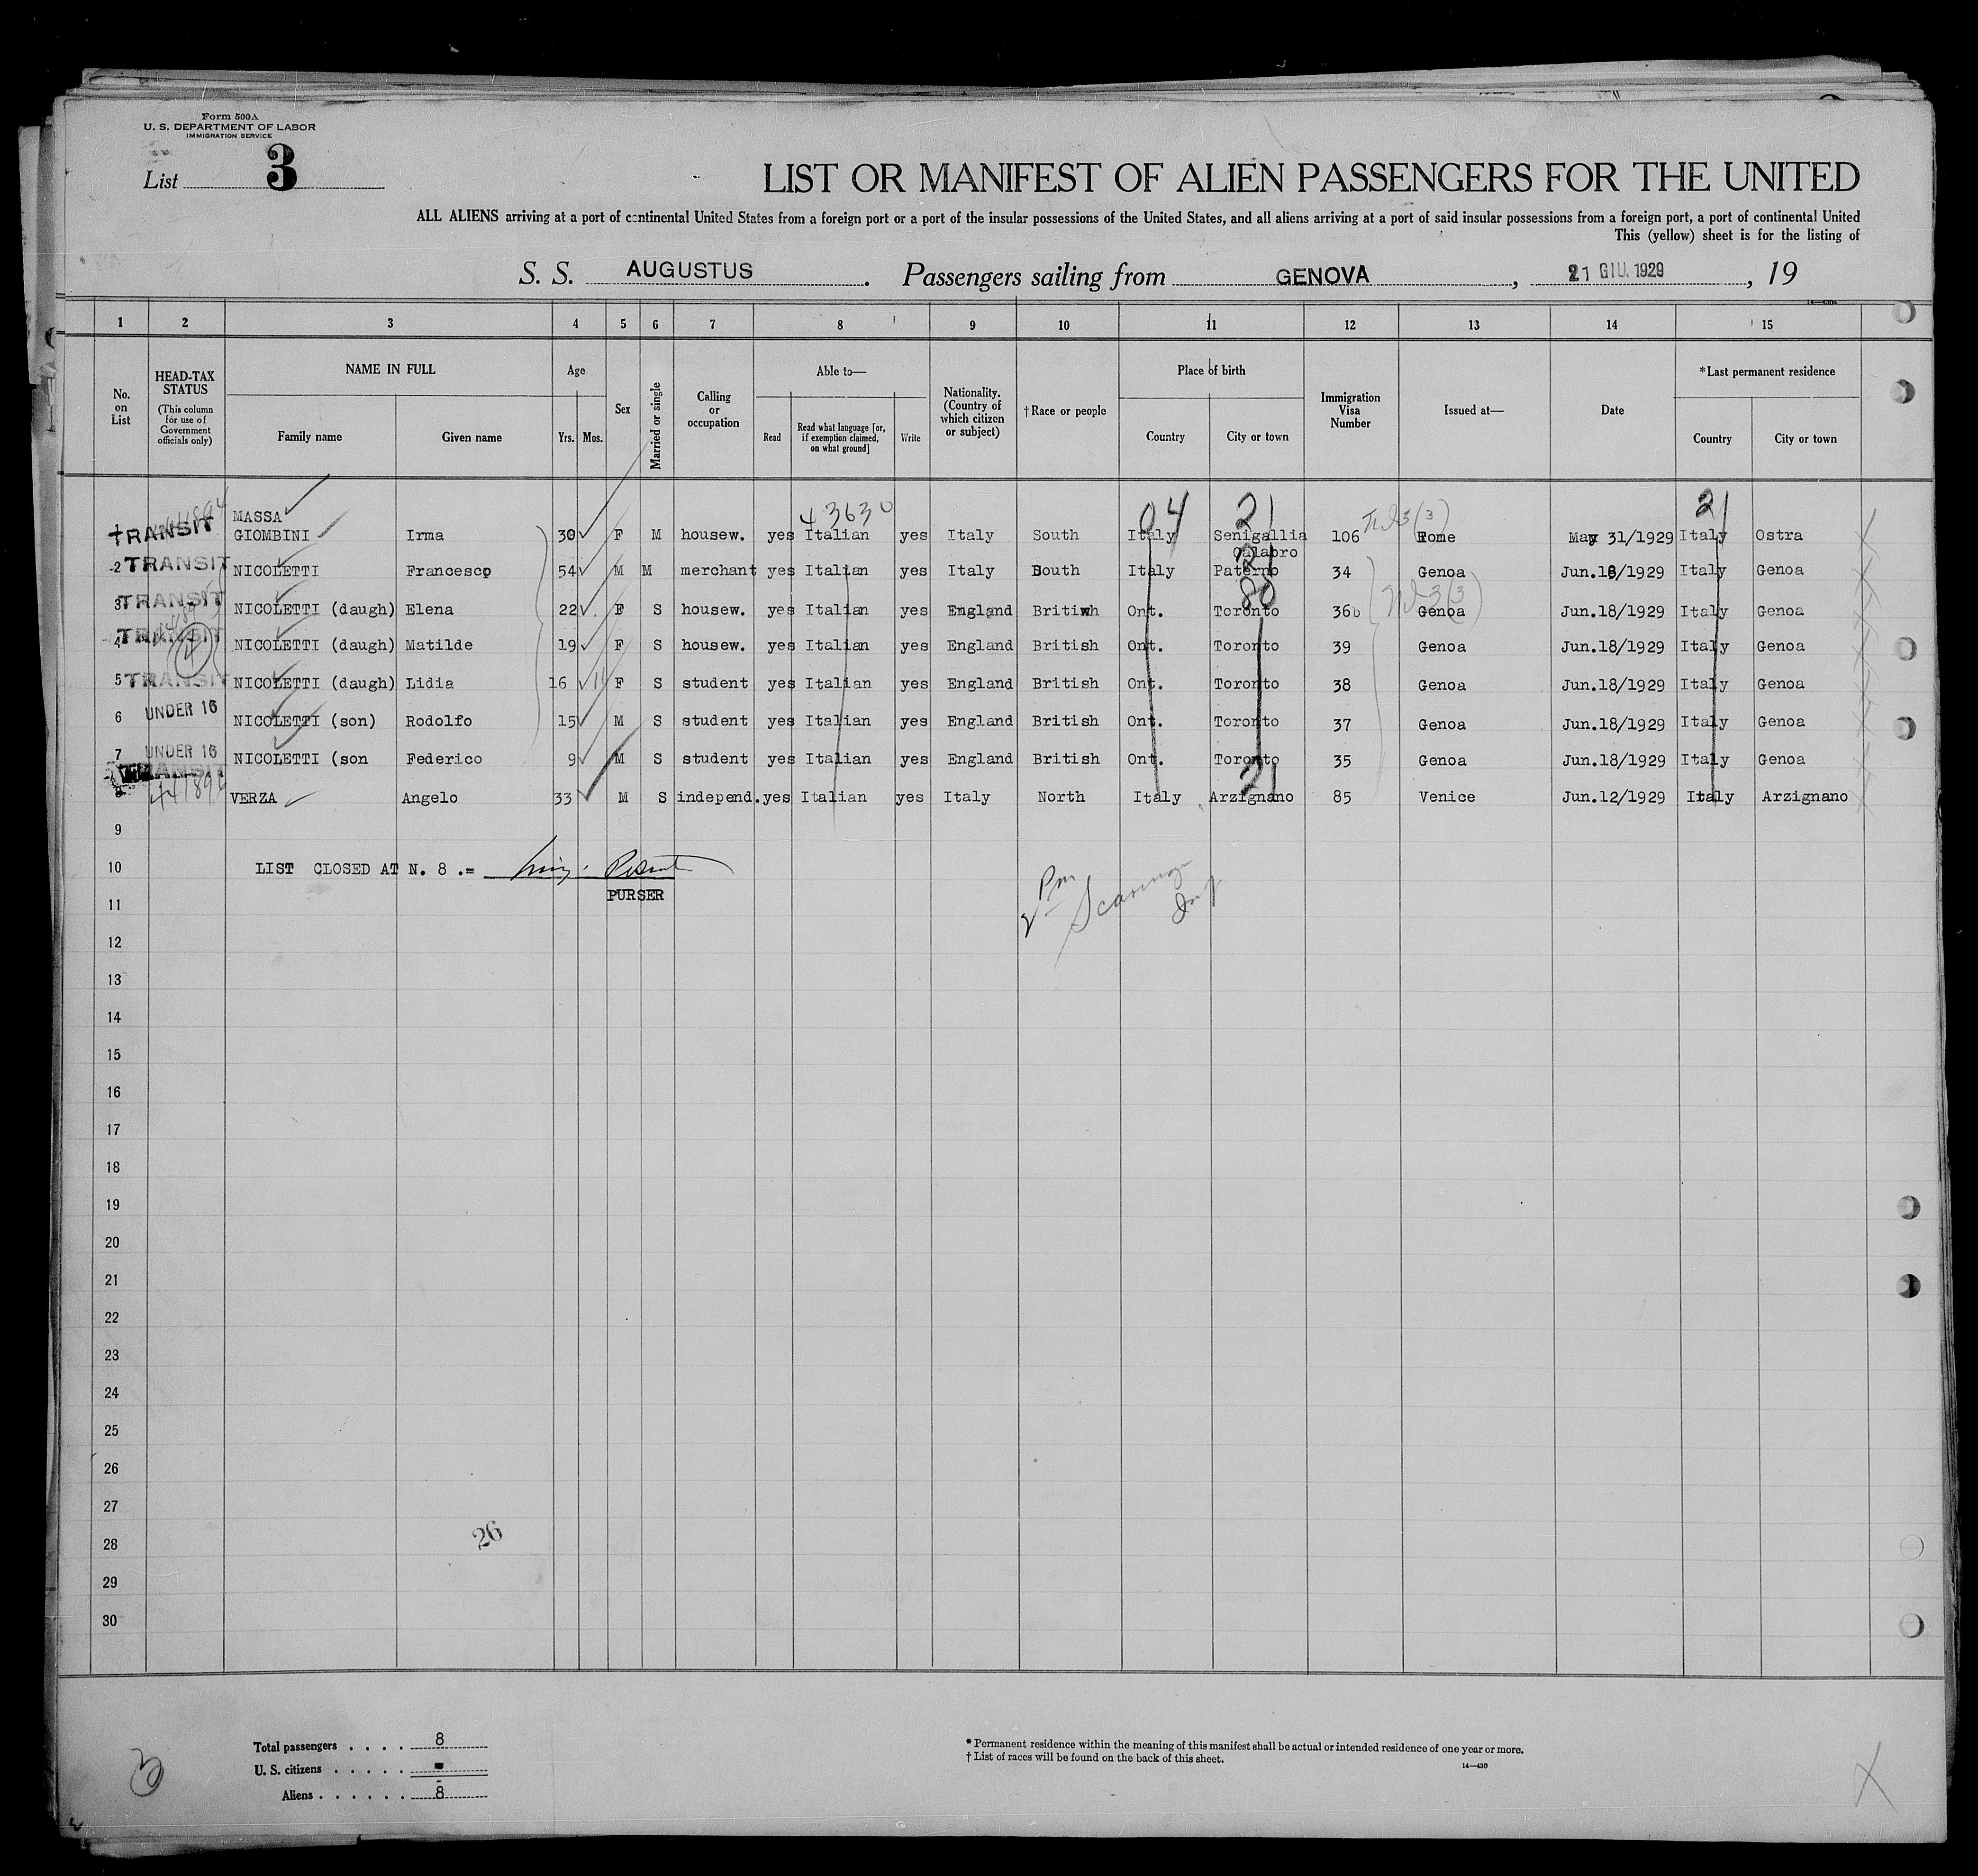 Form 500A
U. S. DEPARTMENT OF LABOR
IMMIGRATION SERVICE
List 3
LIST OR MANIFEST OF ALIEN PASSENGERS FOR THE UNITED
ALL ALIENS arriving at a port of continental United States from a foreign port or a port of the insular possessions of the United States, and all aliens arriving at a port of said insular possessions from a foreign port, a port of continental United
This (yellow) sheet is for the listing of
S. S. AUGUSTUS . Passengers sailing from GENOVA , 21 GIU. 1929 , 19
14—430a
1 2 3 4 5 6 7 8 9 10 11 12 13 14 15
No. on List
HEAD-TAX STATUS (This column for use of Government officials only)
NAME IN FULL
Family name Given name
Age
Yrs. Mos.
Sex
Married or single
Calling or occupation
Able to—
Read
Read what language [or, if exemption claimed, on what ground]
Write
Nationality. (Country of which citizen or subject)
†Race or people
Place of birth
Country City or town
Immigration Visa Number
Issued at—
Date
*Last permanent residence
Country City or town
43630 04 21 21
MASSA
1 TRANSIT GIOMBINI Irma 30 F M housew. yes Italian yes Italy South Italy Senigallia 106 Rome May 31/1929 Italy Ostra
Calabro
2 TRANSIT NICOLETTI Francesco 54 M M merchant yes Italian yes Italy South Italy Paterno 34 Genoa Jun.18/1929 Italy Genoa
80
3 TRANSIT NICOLETTI (daugh) Elena 22 F S housew. yes Italian yes England British Ont. Toronto 36b Genoa Jun.18/1929 Italy Genoa
4 TRANSIT NICOLETTI (daugh) Matilde 19 F S housew. yes Italian yes England British Ont. Toronto 39 Genoa Jun.18/1929 Italy Genoa
5 TRANSIT NICOLETTI (daugh) Lidia 16 F S student yes Italian yes England British Ont. Toronto 38 Genoa Jun.18/1929 Italy Genoa
6 UNDER 16 NICOLETTI (son) Rodolfo 15 M S student yes Italian yes England British Ont. Toronto 37 Genoa Jun.18/1929 Italy Genoa
7 UNDER 16 NICOLETTI (son Federico 9 M S student yes Italian yes England British Ont. Toronto 35 Genoa Jun.18/1929 Italy Genoa
TRANSIT 21
8 VERZA Angelo 33 M S independ. yes Italian yes Italy North Italy Arzignano 85 Venice Jun.12/1929 Italy Arzignano
9
10 LIST CLOSED AT N. 8 .=
11 PURSER
12
13
14
15
16
17
18
19
20
21
22
23
24
25
26
27
28 26
29
30
Total passengers . . . . 8
U. S. citizens . . . . . -
Aliens . . . . . . 8
3
* Permanent residence within the meaning of this manifest shall be actual or intended residence of one year or more.
† List of races will be found on the back of this sheet.
14—430
X